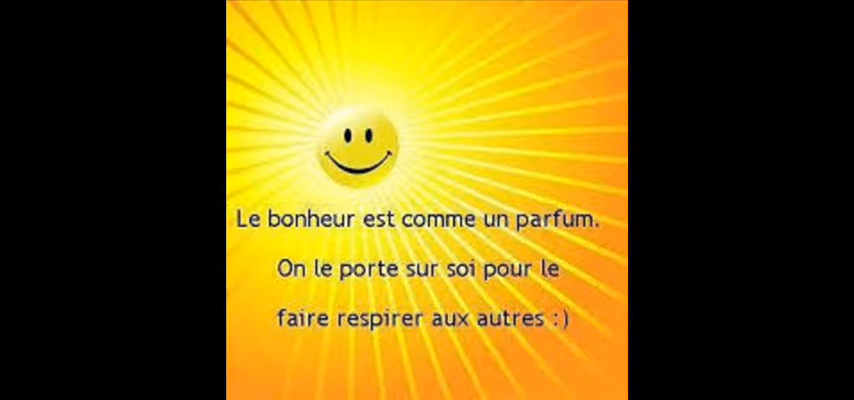 Le bonheur est comme un parfum.
On le porte sur soi pour le
faire respirer aux autres :)